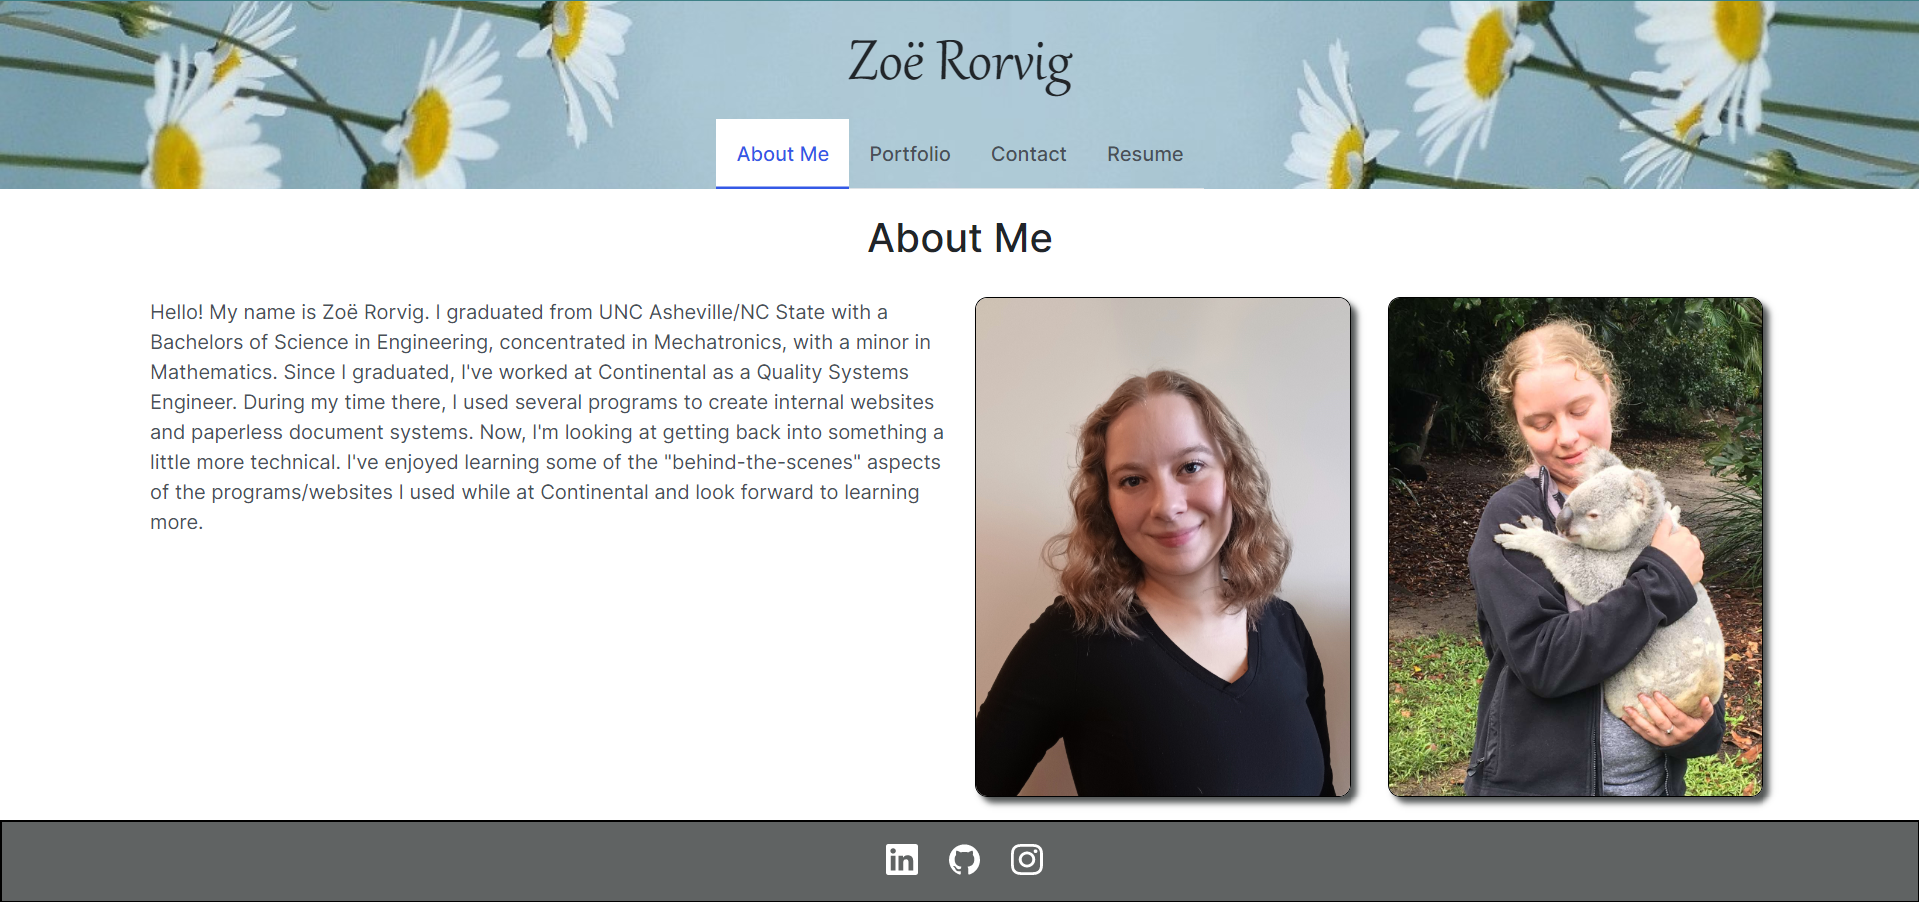 Zoë Rorvig
About Me
Portfolio
Contact
Resume
About Me
Hello! My name is Zoë Rorvig. I graduated from UNC Asheville/NC State with a
Bachelors of Science in Engineering, concentrated in Mechatronics, with a minor in
Mathematics. Since I graduated, I've worked at Continental as a Quality Systems
Engineer. During my time there, I used several programs to create internal websites
and paperless document systems. Now, I'm looking at getting back into something a
little more technical. I've enjoyed learning some of the "behind-the-scenes" aspects
of the programs/websites I used while at Continental and look forward to learning
more.
in